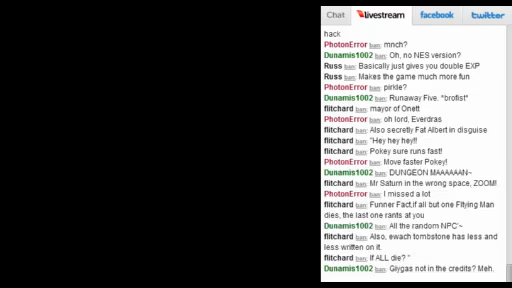 Chat livestream facebook twitter
hack
PhotonError ban: mnch?
Dunamis1002 ban: Oh, no NES version?
Russ ban: Basically just gives you double EXP
Russ ban: Makes the game much more fun
PhotonError ban: pirkle?
Dunamis1002 ban: Runaway Five. *brofist*
flitchard ban: mayor of Onett
PhotonError ban: oh lord, Everdras
flitchard ban: Also secretly Fat Albert in disguise
flitchard ban: "Hey hey hey!!
flitchard ban: Pokey sure runs fast!
PhotonError ban: Move faster Pokey!
Dunamis1002 ban: DUNGEON MAAAAAAN~
flitchard ban: Mr Saturn in the wrong space, ZOOM!
PhotonError ban: I missed a lot
flitchard ban: Funner Fact,if all but one Fltying Man
dies, the last one rants at you
Dunamis1002 ban: All the random NPC'~
flitchard ban: Also, ewach tombstone has less and
less written on it.
flitchard ban: If ALL die? "
Dunamis1002 ban: Giygas not in the credits? Meh.